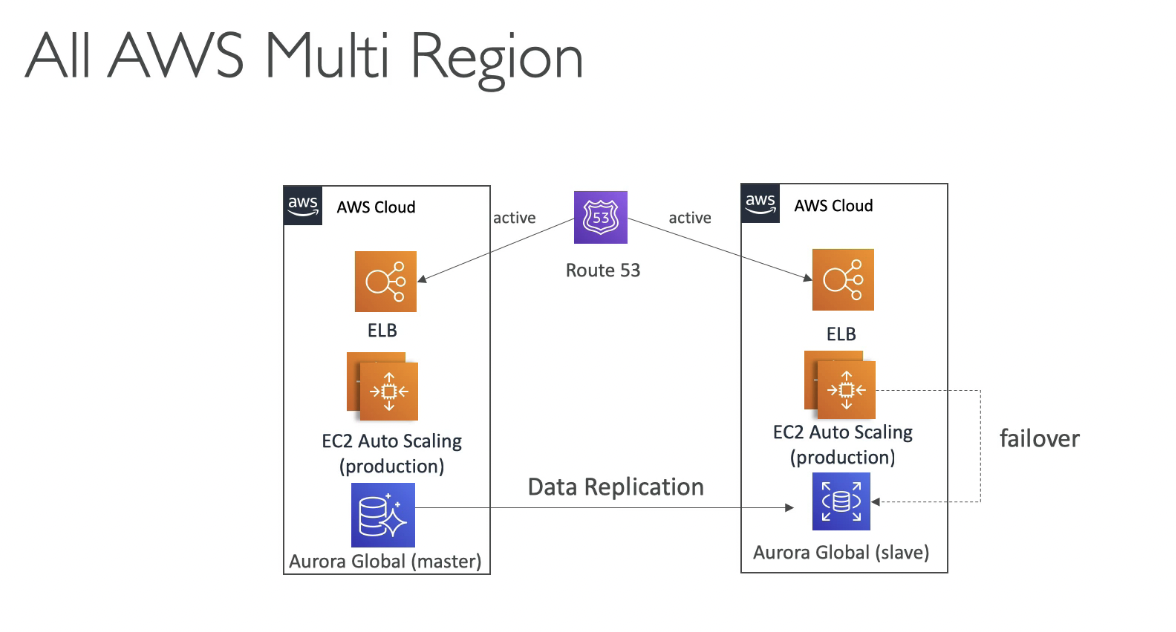 All AWS Multi Region
aws
AWS Cloud
active
53
Route 53
active
aws
AWS Cloud
ELB
ELB
EC2 Auto Scaling
(production)
EC2 Auto Scaling
(production)
failover
Data Replication
Aurora Global (master)
Aurora Global (slave)